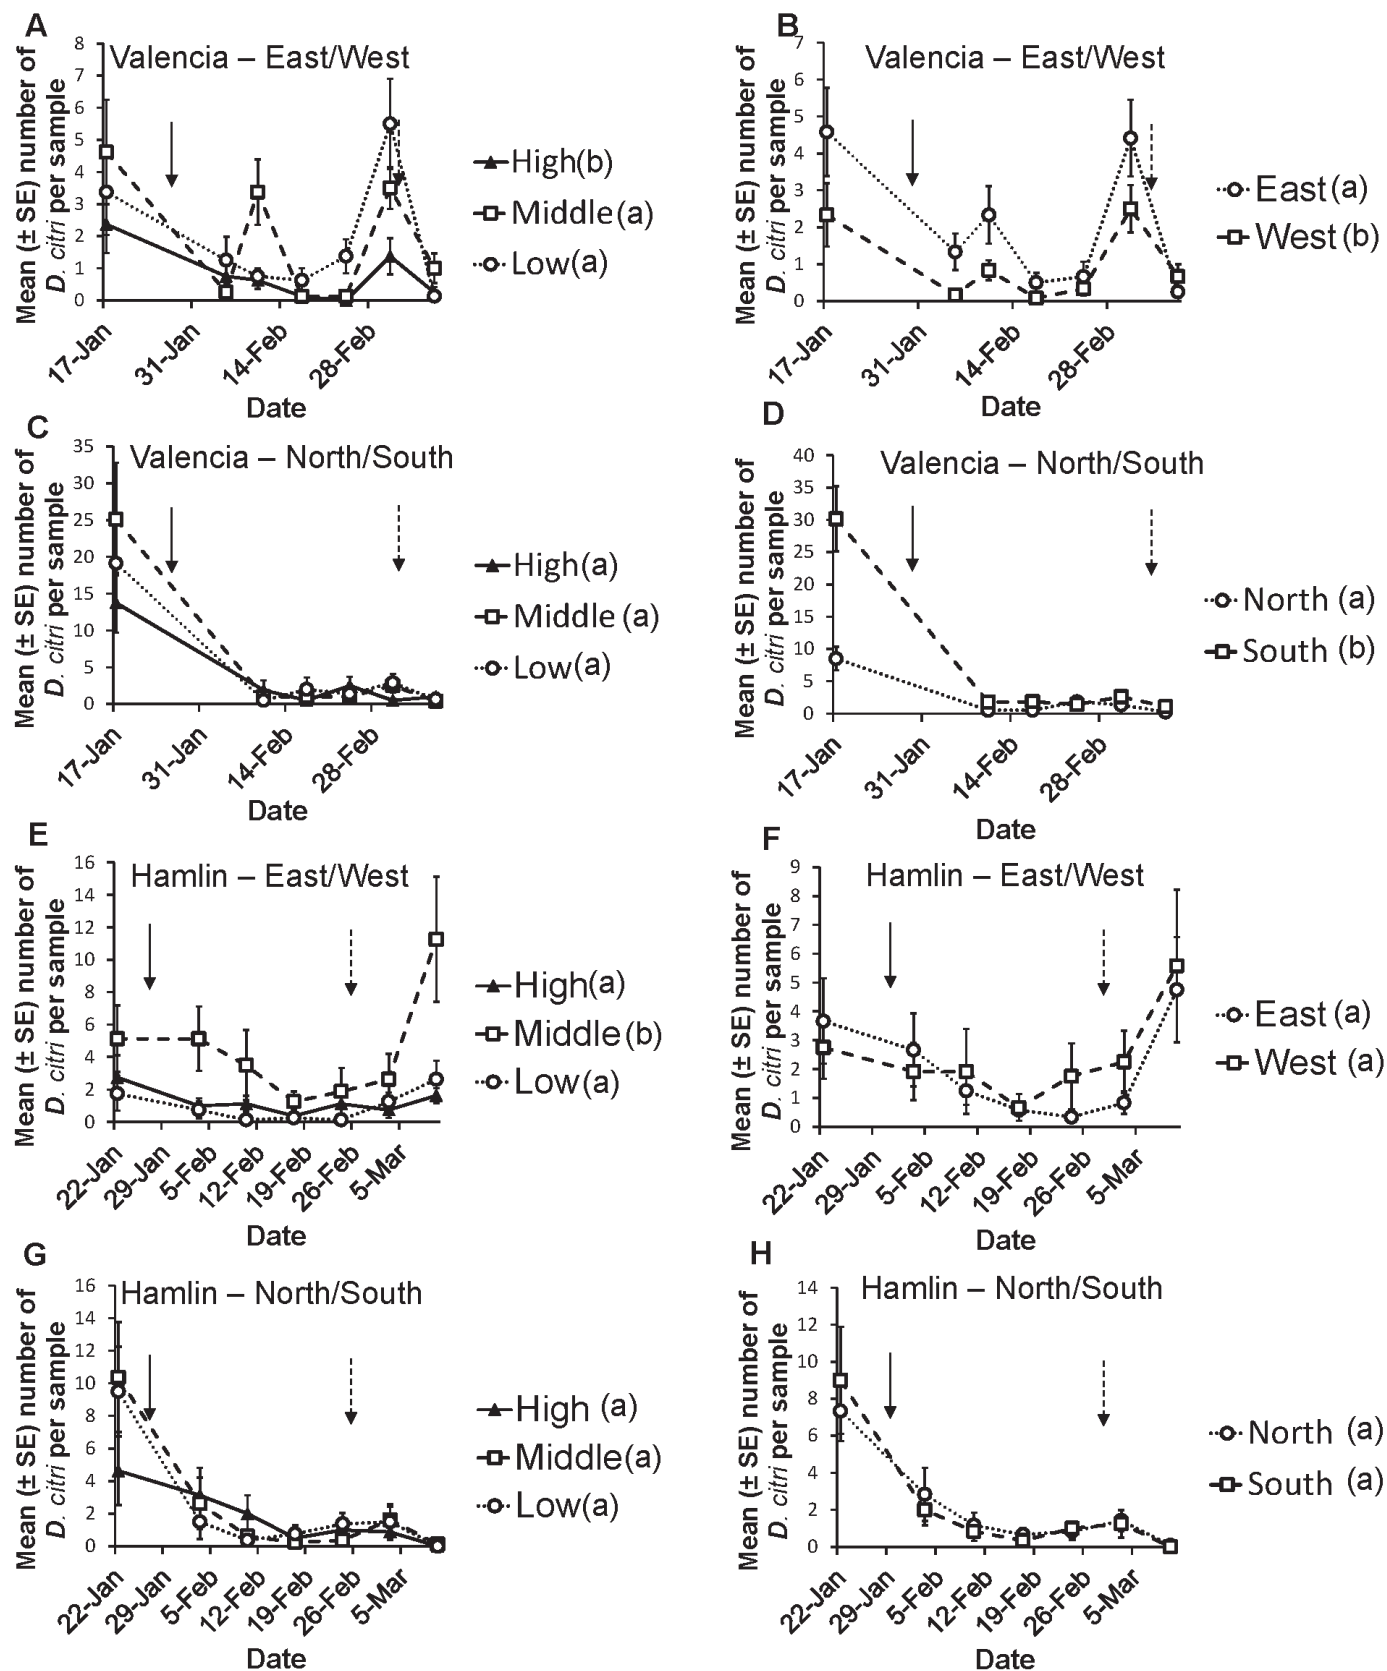 A
Mean (± SE) number of
D. citri per sample
8
7
6
5
4
3
2
1
0
Valencia – East/West
17-Jan
31-Jan
14-Feb
28-Feb
Date
High(b)
Middle(a)
Low(a)
B
Mean (± SE) number of
D. citri per sample
7
6
5
4
3
2
1
0
Valencia – East/West
17-Jan
31-Jan
14-Feb
28-Feb
Date
East(a)
West(b)
C
Mean (± SE) number of
D. citri per sample
35
30
25
20
15
10
5
0
Valencia – North/South
17-Jan
31-Jan
14-Feb
28-Feb
Date
High(a)
Middle(a)
Low(a)
D
Mean (± SE) number of
D. citri per sample
40
35
30
25
20
15
10
5
0
Valencia – North/South
17-Jan
31-Jan
14-Feb
28-Feb
Date
North (a)
South (b)
E
Mean (± SE) number of
D. citri per sample
16
14
12
10
8
6
4
2
0
Hamlin – East/West
22-Jan
29-Jan
5-Feb
12-Feb
19-Feb
26-Feb
5-Mar
Date
High(a)
Middle(b)
Low(a)
F
Mean (± SE) number of
D. citri per sample
9
8
7
6
5
4
3
2
1
0
Hamlin – East/West
22-Jan
29-Jan
5-Feb
12-Feb
19-Feb
26-Feb
5-Mar
Date
East (a)
West (a)
G
Mean (± SE) number of
D. citri per sample
16
14
12
10
8
6
4
2
0
Hamlin – North/South
22-Jan
29-Jan
5-Feb
12-Feb
19-Feb
26-Feb
5-Mar
Date
High (a)
Middle(a)
Low(a)
H
Mean (± SE) number of
D. citri per sample
14
12
10
8
6
4
2
0
Hamlin – North/South
22-Jan
29-Jan
5-Feb
12-Feb
19-Feb
26-Feb
5-Mar
Date
North (a)
South (a)